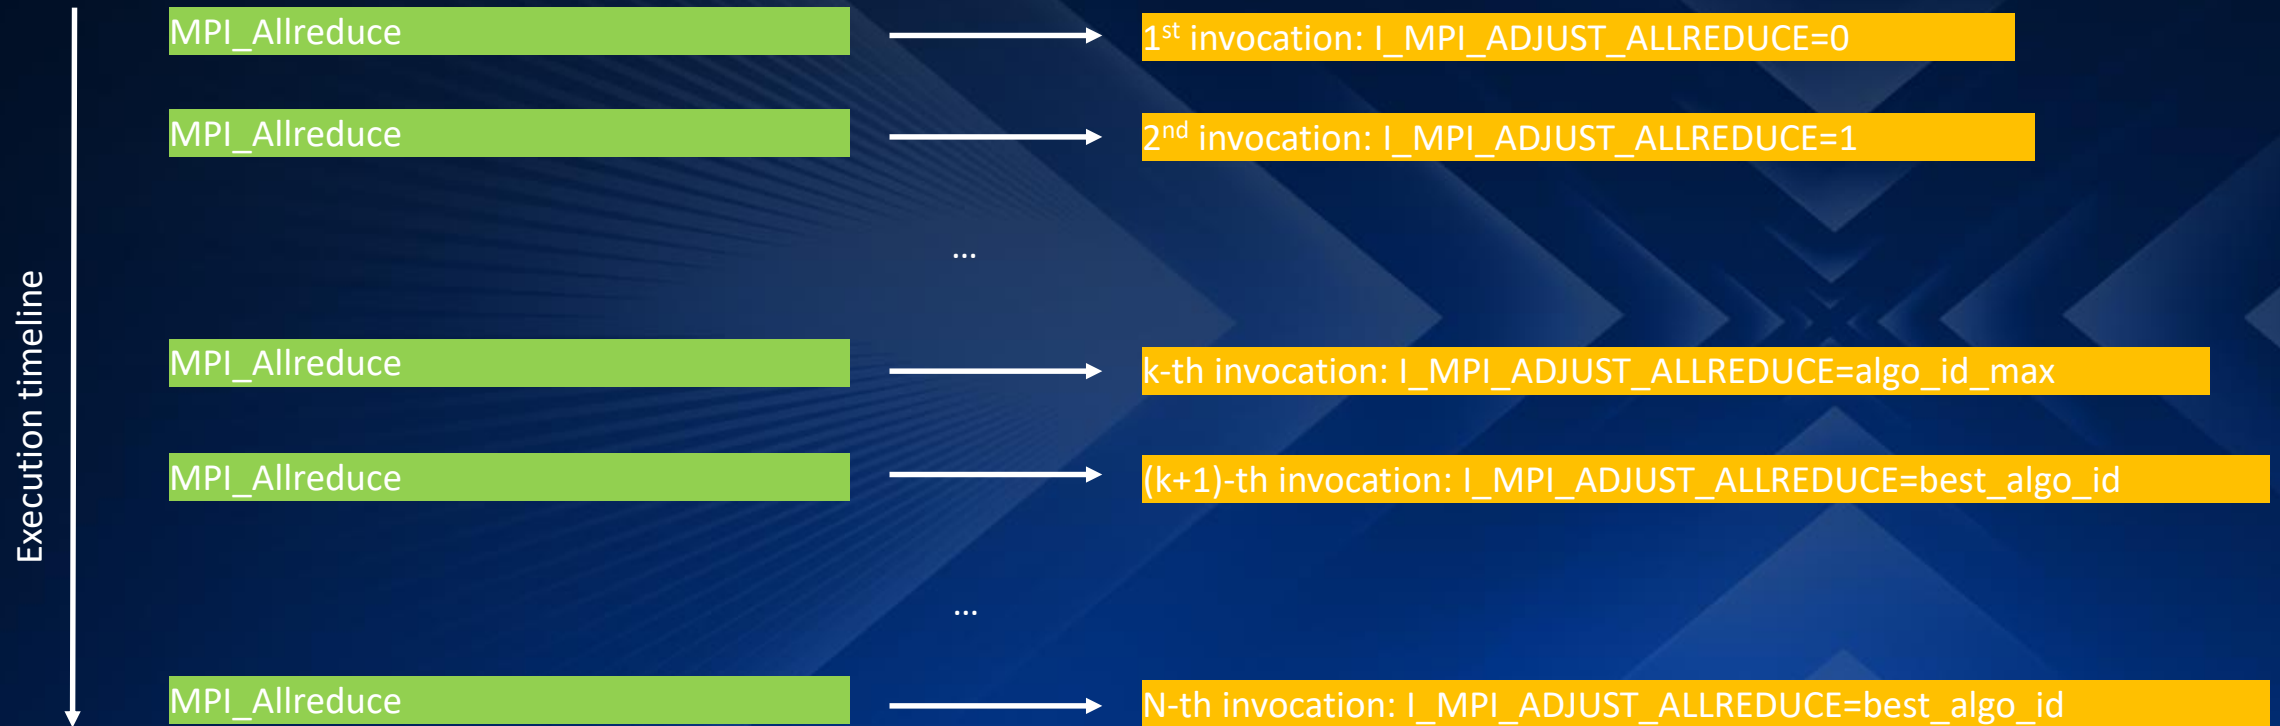 MPI_Allreduce
1st invocation: I_MPI_ADJUST_ALLREDUCE=0
MPI_Allreduce
2nd invocation: I_MPI_ADJUST_ALLREDUCE=1
...
Execution timeline
MPI_Allreduce
k-th invocation: I_MPI_ADJUST_ALLREDUCE=algo_id_max
MPI_Allreduce
(k+1)-th invocation: I_MPI_ADJUST_ALLREDUCE=best_algo_id
...
MPI_Allreduce
N-th invocation: I_MPI_ADJUST_ALLREDUCE=best_algo_id